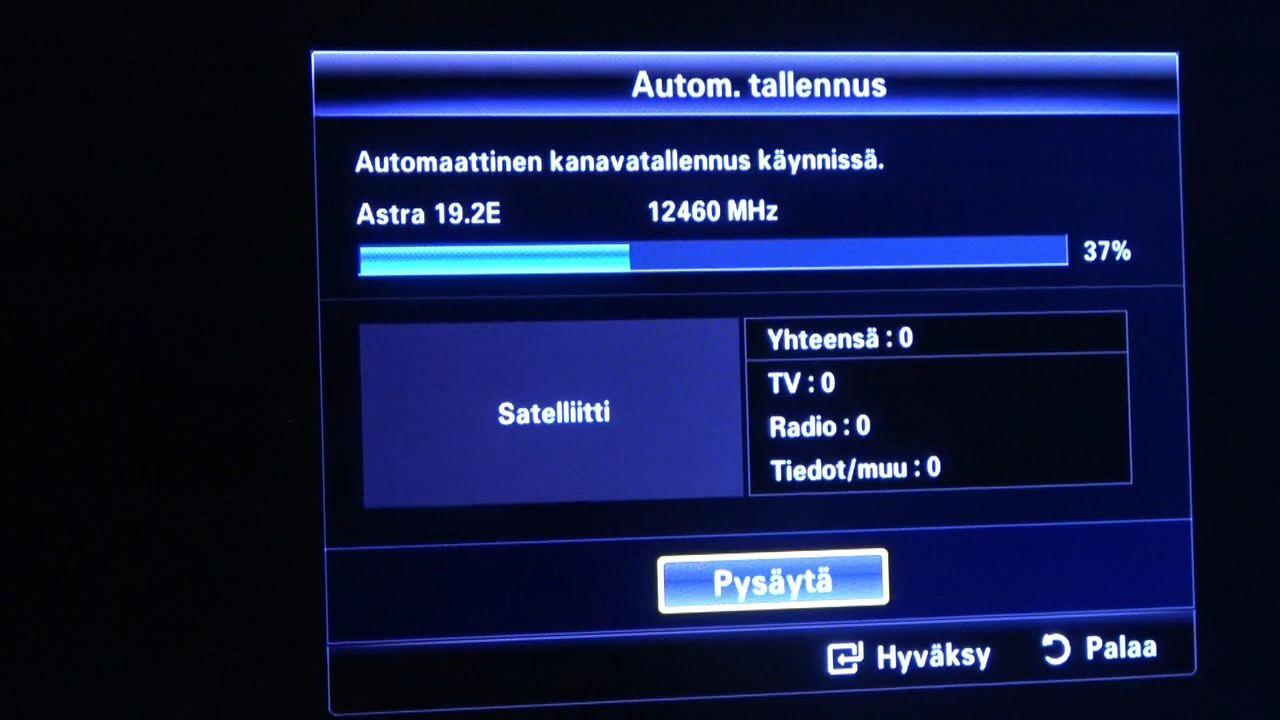 Autom. tallennus
Automaattinen kanavatallennus käynnissä.
Astra 19.2E 12460 MHz
37%
Satelliitti
Yhteensä : 0
TV : 0
Radio : 0
Tiedot/muu : 0
Pysäytä
Hyväksy Palaa